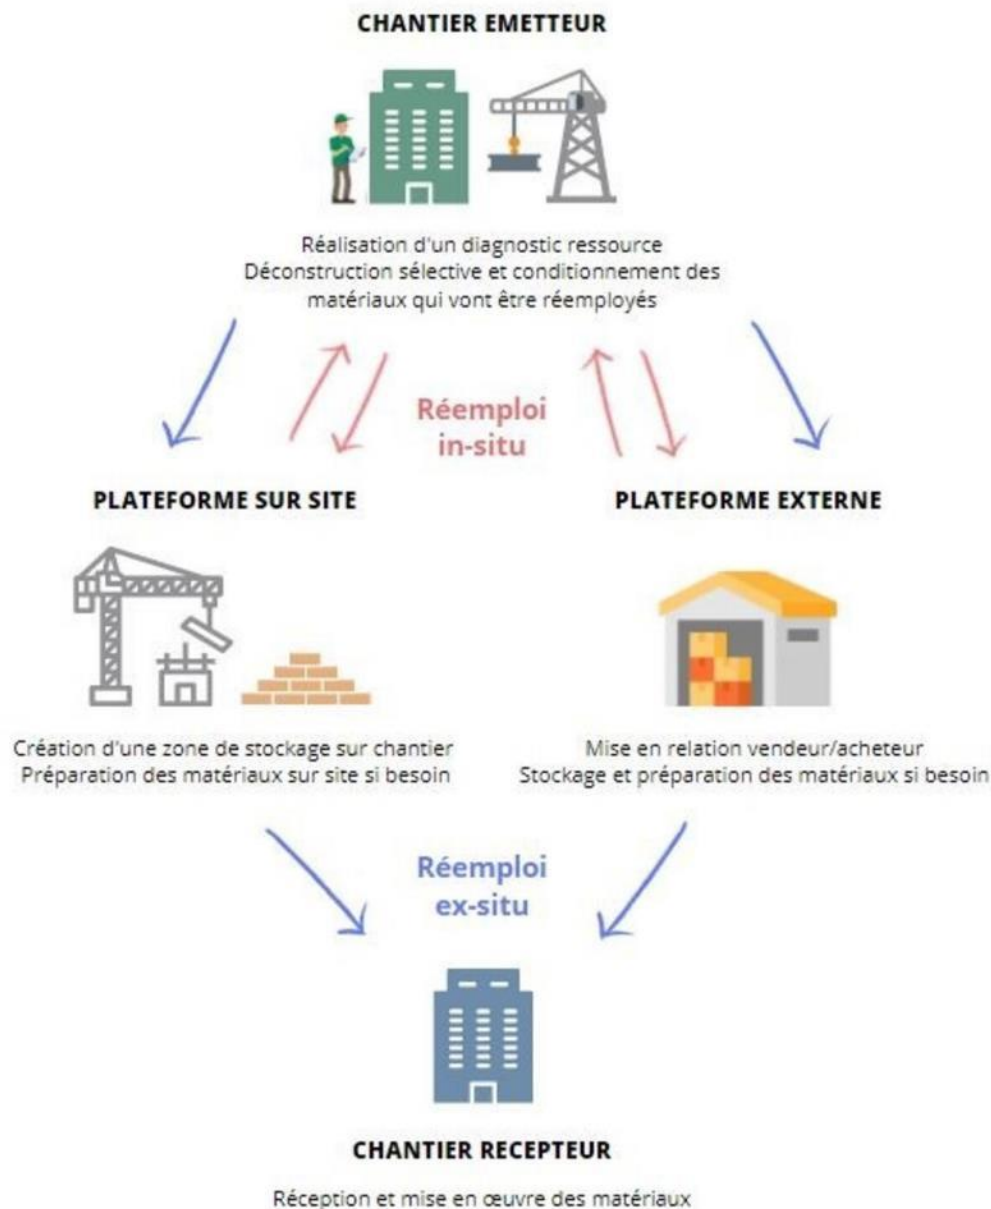 CHANTIER EMETTEUR
Réalisation d'un diagnostic ressource
Déconstruction sélective et conditionnement des
matériaux qui vont être réemployés
Réemploi
in-situ
PLATEFORME SUR SITE
PLATEFORME EXTERNE
Création d'une zone de stockage sur chantier
Préparation des matériaux sur site si besoin
Mise en relation vendeur/acheteur
Stockage et préparation des matériaux si besoin
Réemploi
ex-situ
CHANTIER RECEPTEUR
Réception et mise en œuvre des matériaux